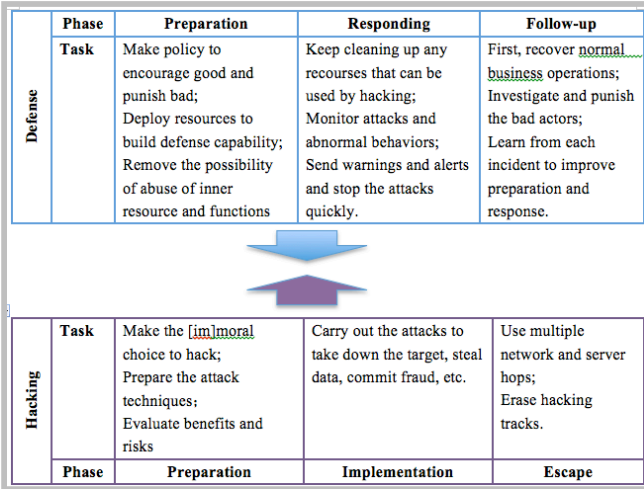 Phase Preparation Responding Follow-up
Defense
Task
Make policy to
encourage good and
punish bad;
Deploy resources to
build defense capability;
Remove the possibility
of abuse of inner
resource and functions
Keep cleaning up any
recourses that can be
used by hacking;
Monitor attacks and
abnormal behaviors;
Send warnings and alerts
and stop the attacks
quickly.
First, recover normal
business operations;
Investigate and punish
the bad actors;
Learn from each
incident to improve
preparation and
response.
Hacking
Task
Make the [im]moral
choice to hack;
Prepare the attack
techniques;
Evaluate benefits and
risks
Carry out the attacks to
take down the target, steal
data, commit fraud, etc.
Use multiple
network and server
hops;
Erase hacking
tracks.
Phase Preparation Implementation Escape